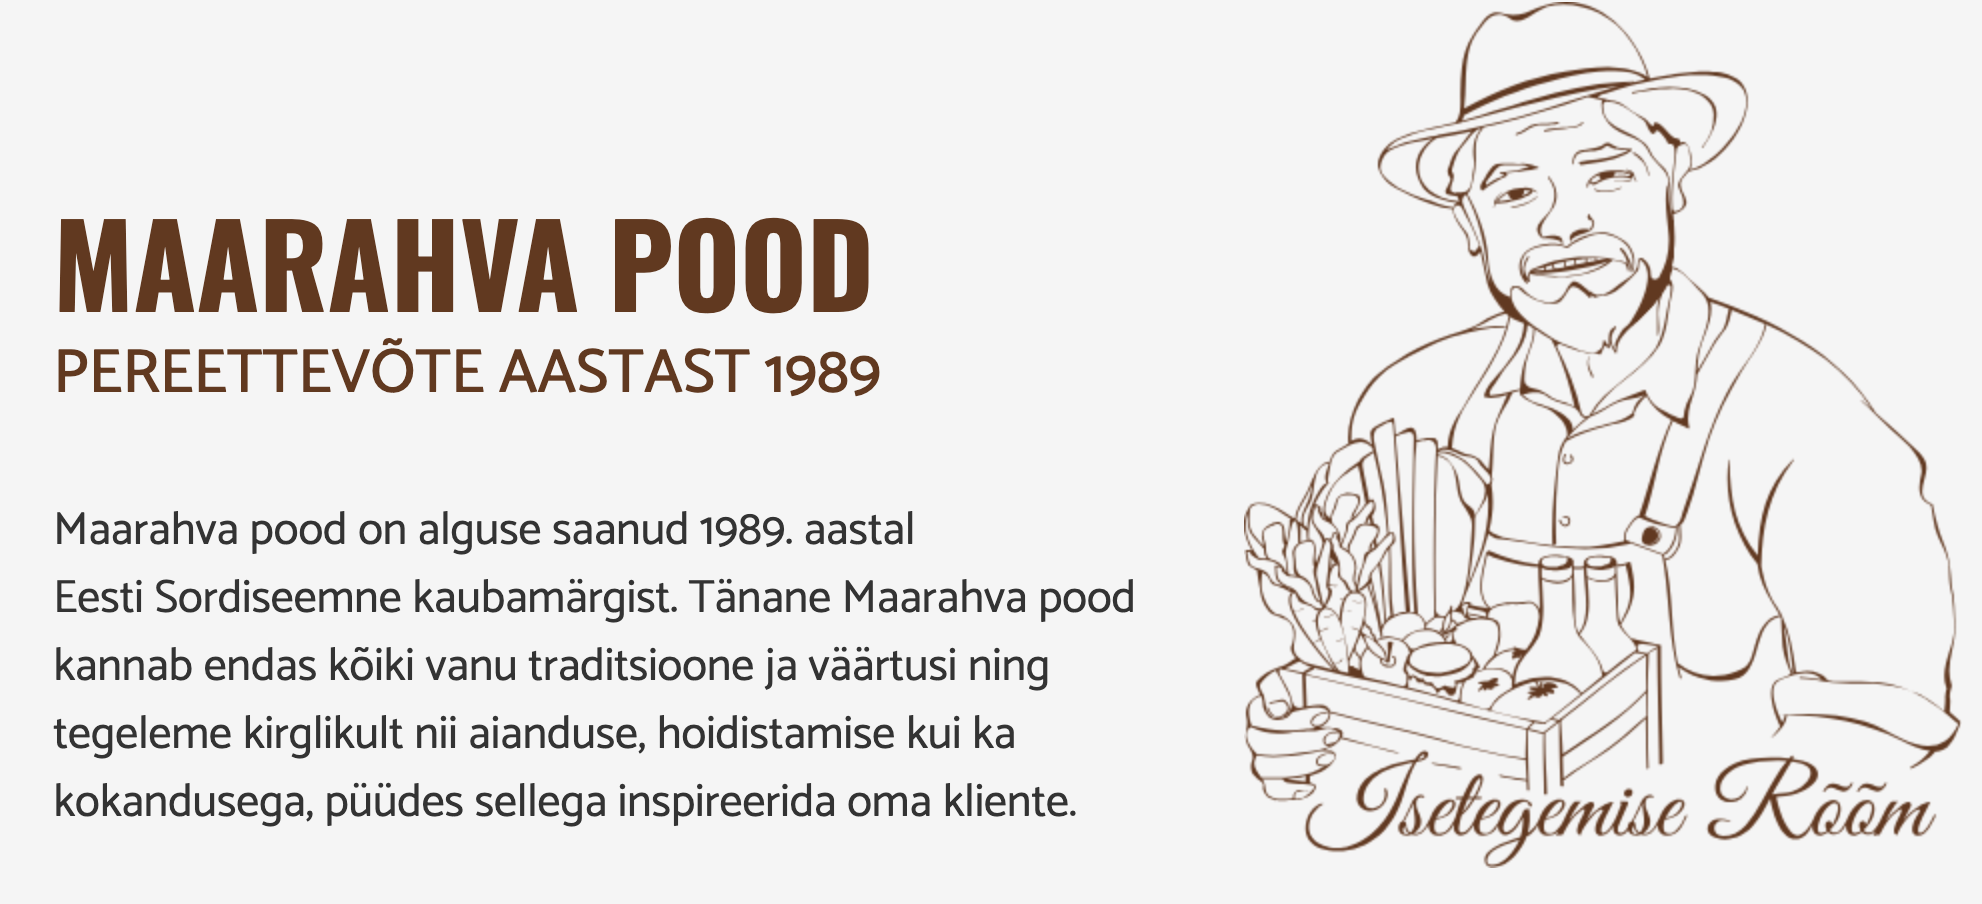 MAARAHVA POOD
PEREETTEVÕTE AASTAST 1989
Maarahva pood on alguse saanud 1989. aastal
Eesti Sordiseemne kaubamärgist. Tänane Maarahva pood
kannab endas kõiki vanu traditsioone ja väärtusi ning
tegeleme kirglikult nii aianduse, hoidistamise kui ka
kokandusega, püüdes sellega inspireerida oma kliente.
Isetegemise Rõõm